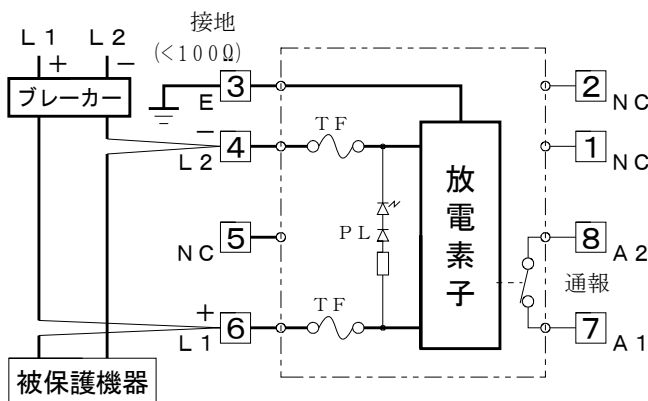 接地
(<100Ω)
L1 L2
+ −
ブレーカー
3
E
2
NC
TF
−
4
L2
1
NC
放電素子
5
NC
PL
8
A2
通報
TF
+
6
L1
7
A1
被保護機器